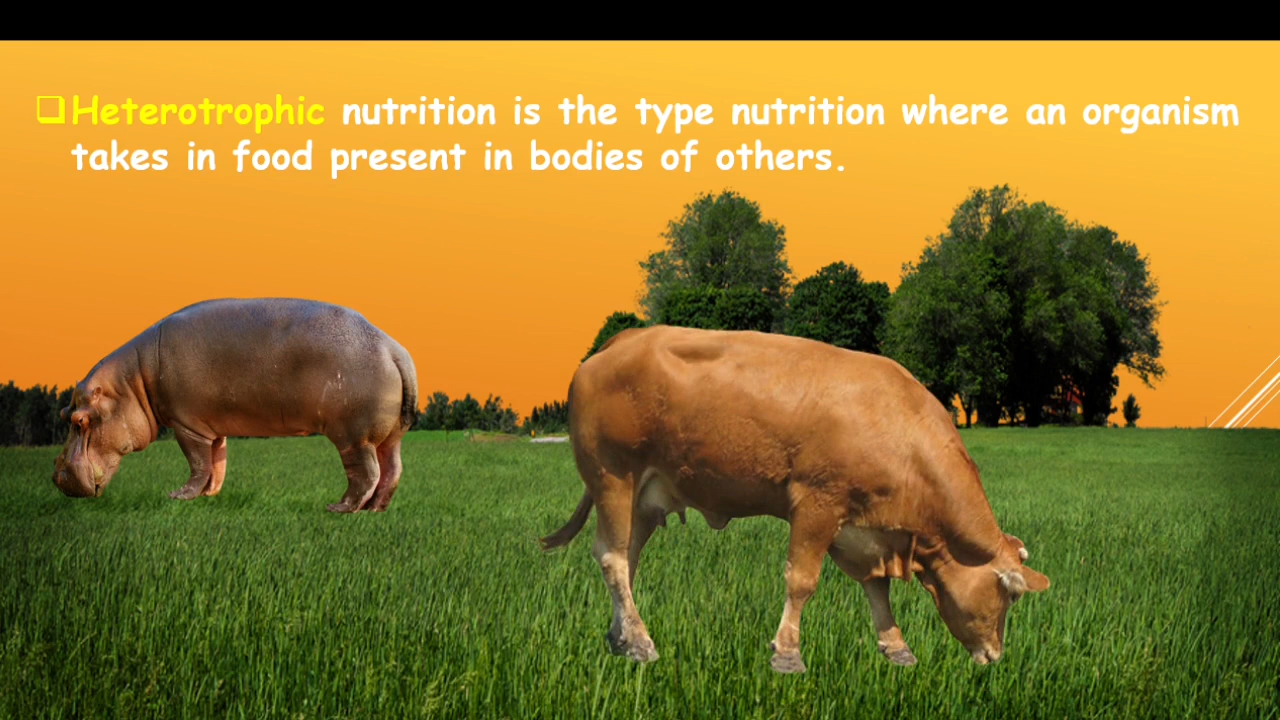 Heterotrophic nutrition is the type nutrition where an organism
takes in food present in bodies of others.